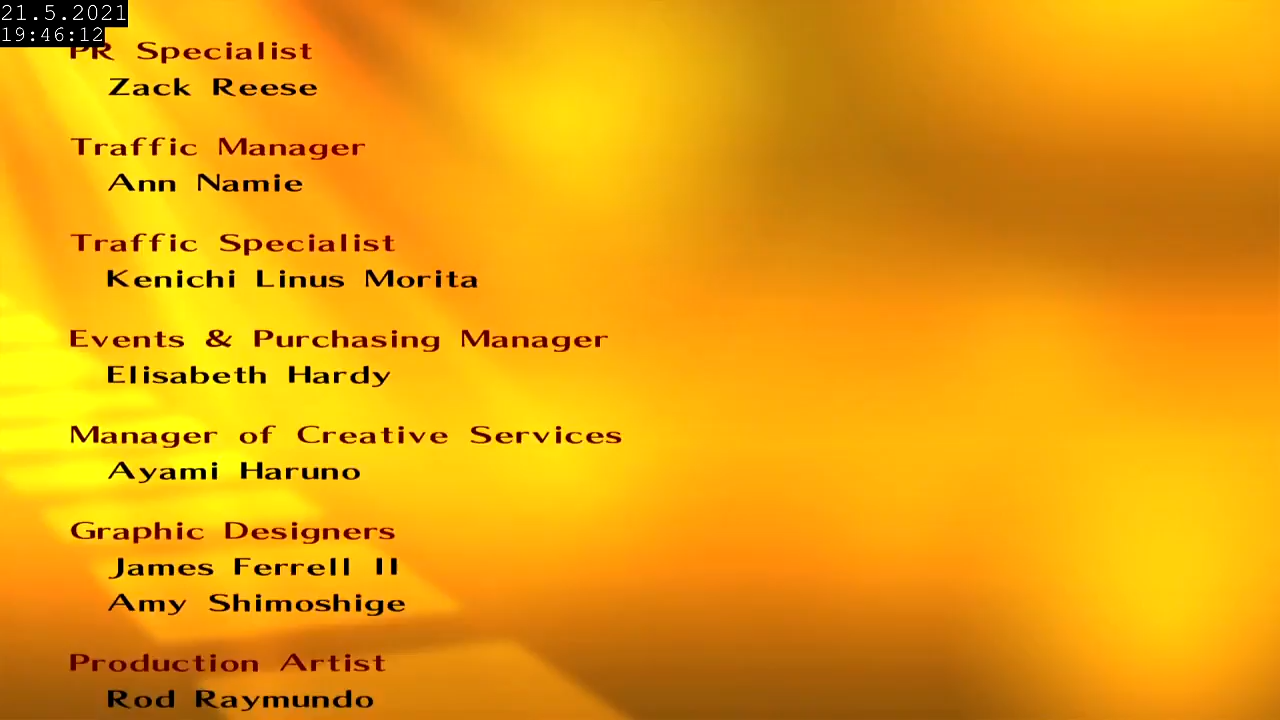 21.5.2021
19:46:12
PR Specialist
Zack Reese
Traffic Manager
Ann Namie
Traffic Specialist
Kenichi Linus Morita
Events & Purchasing Manager
Elisabeth Hardy
Manager of Creative Services
Ayami Haruno
Graphic Designers
James Ferrell II
Amy Shimoshige
Production Artist
Rod Raymundo